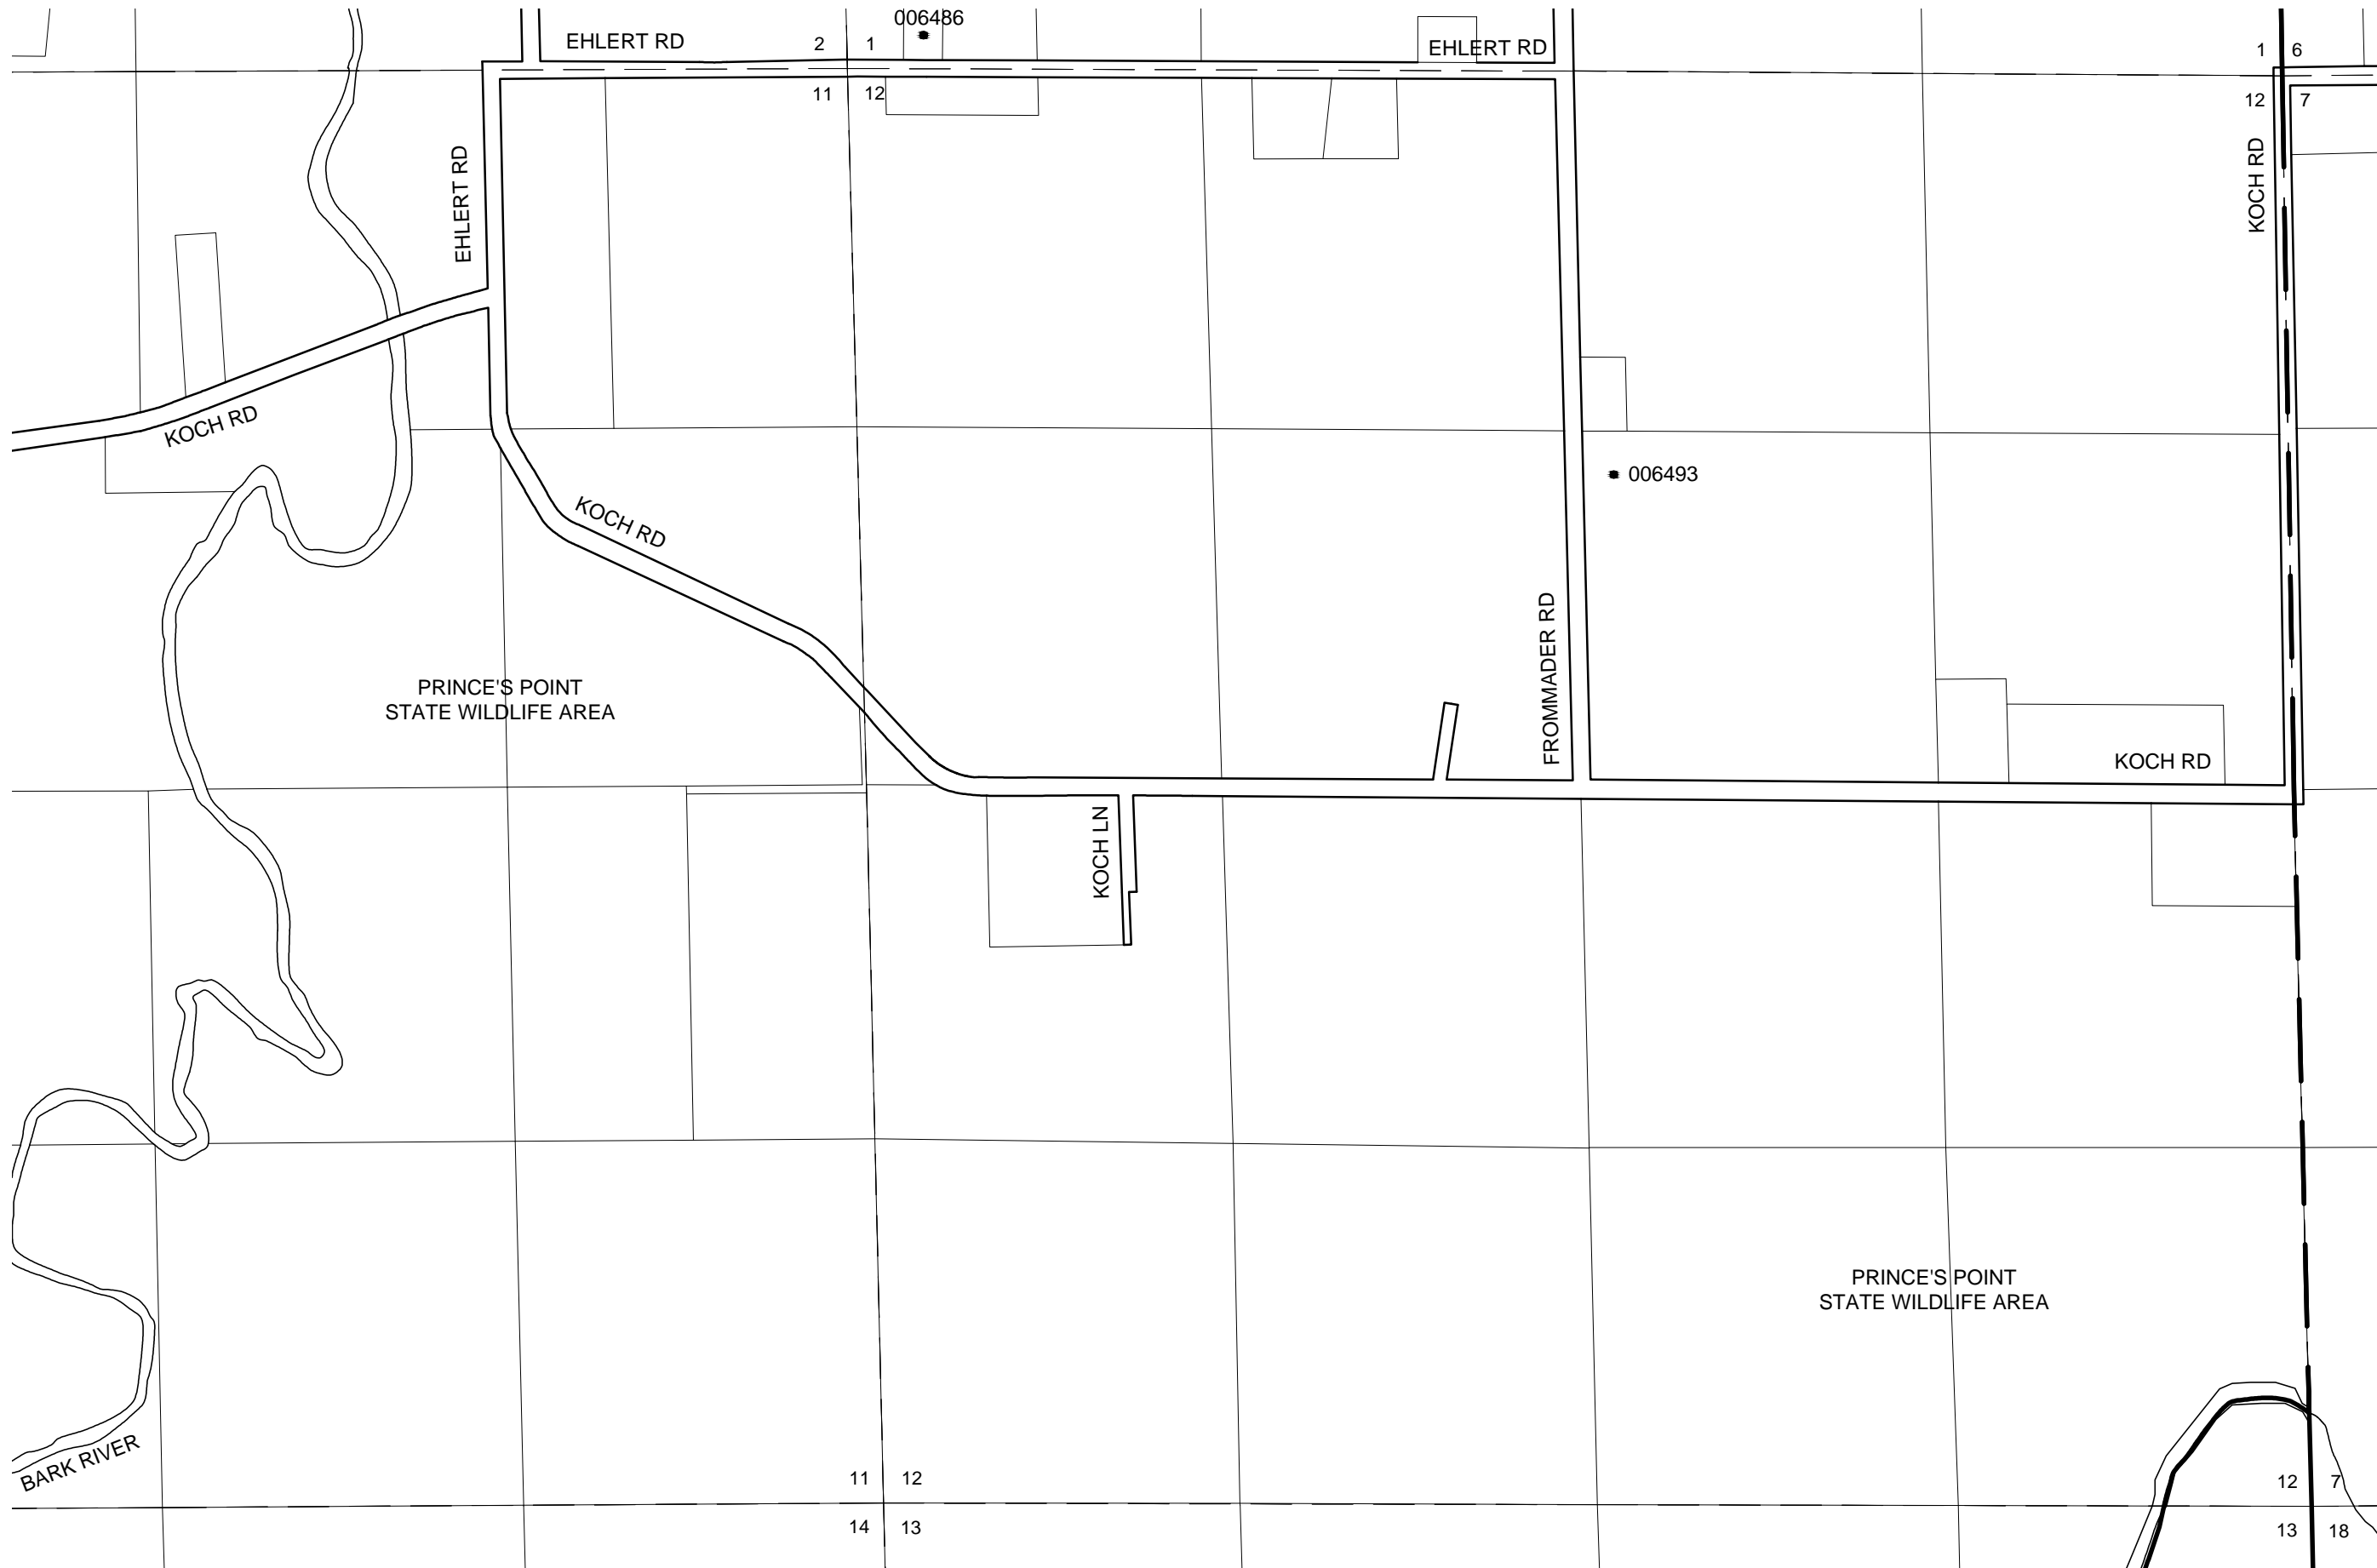 006486
EHLERT RD
2
1
EHLERT RD
1
6
11
12
12
7
EHLERT RD
KOCH RD
KOCH RD
006493
KOCH RD
FROMMADER RD
PRINCE'S POINT
STATE WILDLIFE AREA
KOCH RD
KOCH LN
PRINCE'S POINT
STATE WILDLIFE AREA
BARK RIVER
11
12
12
7
14
13
13
18